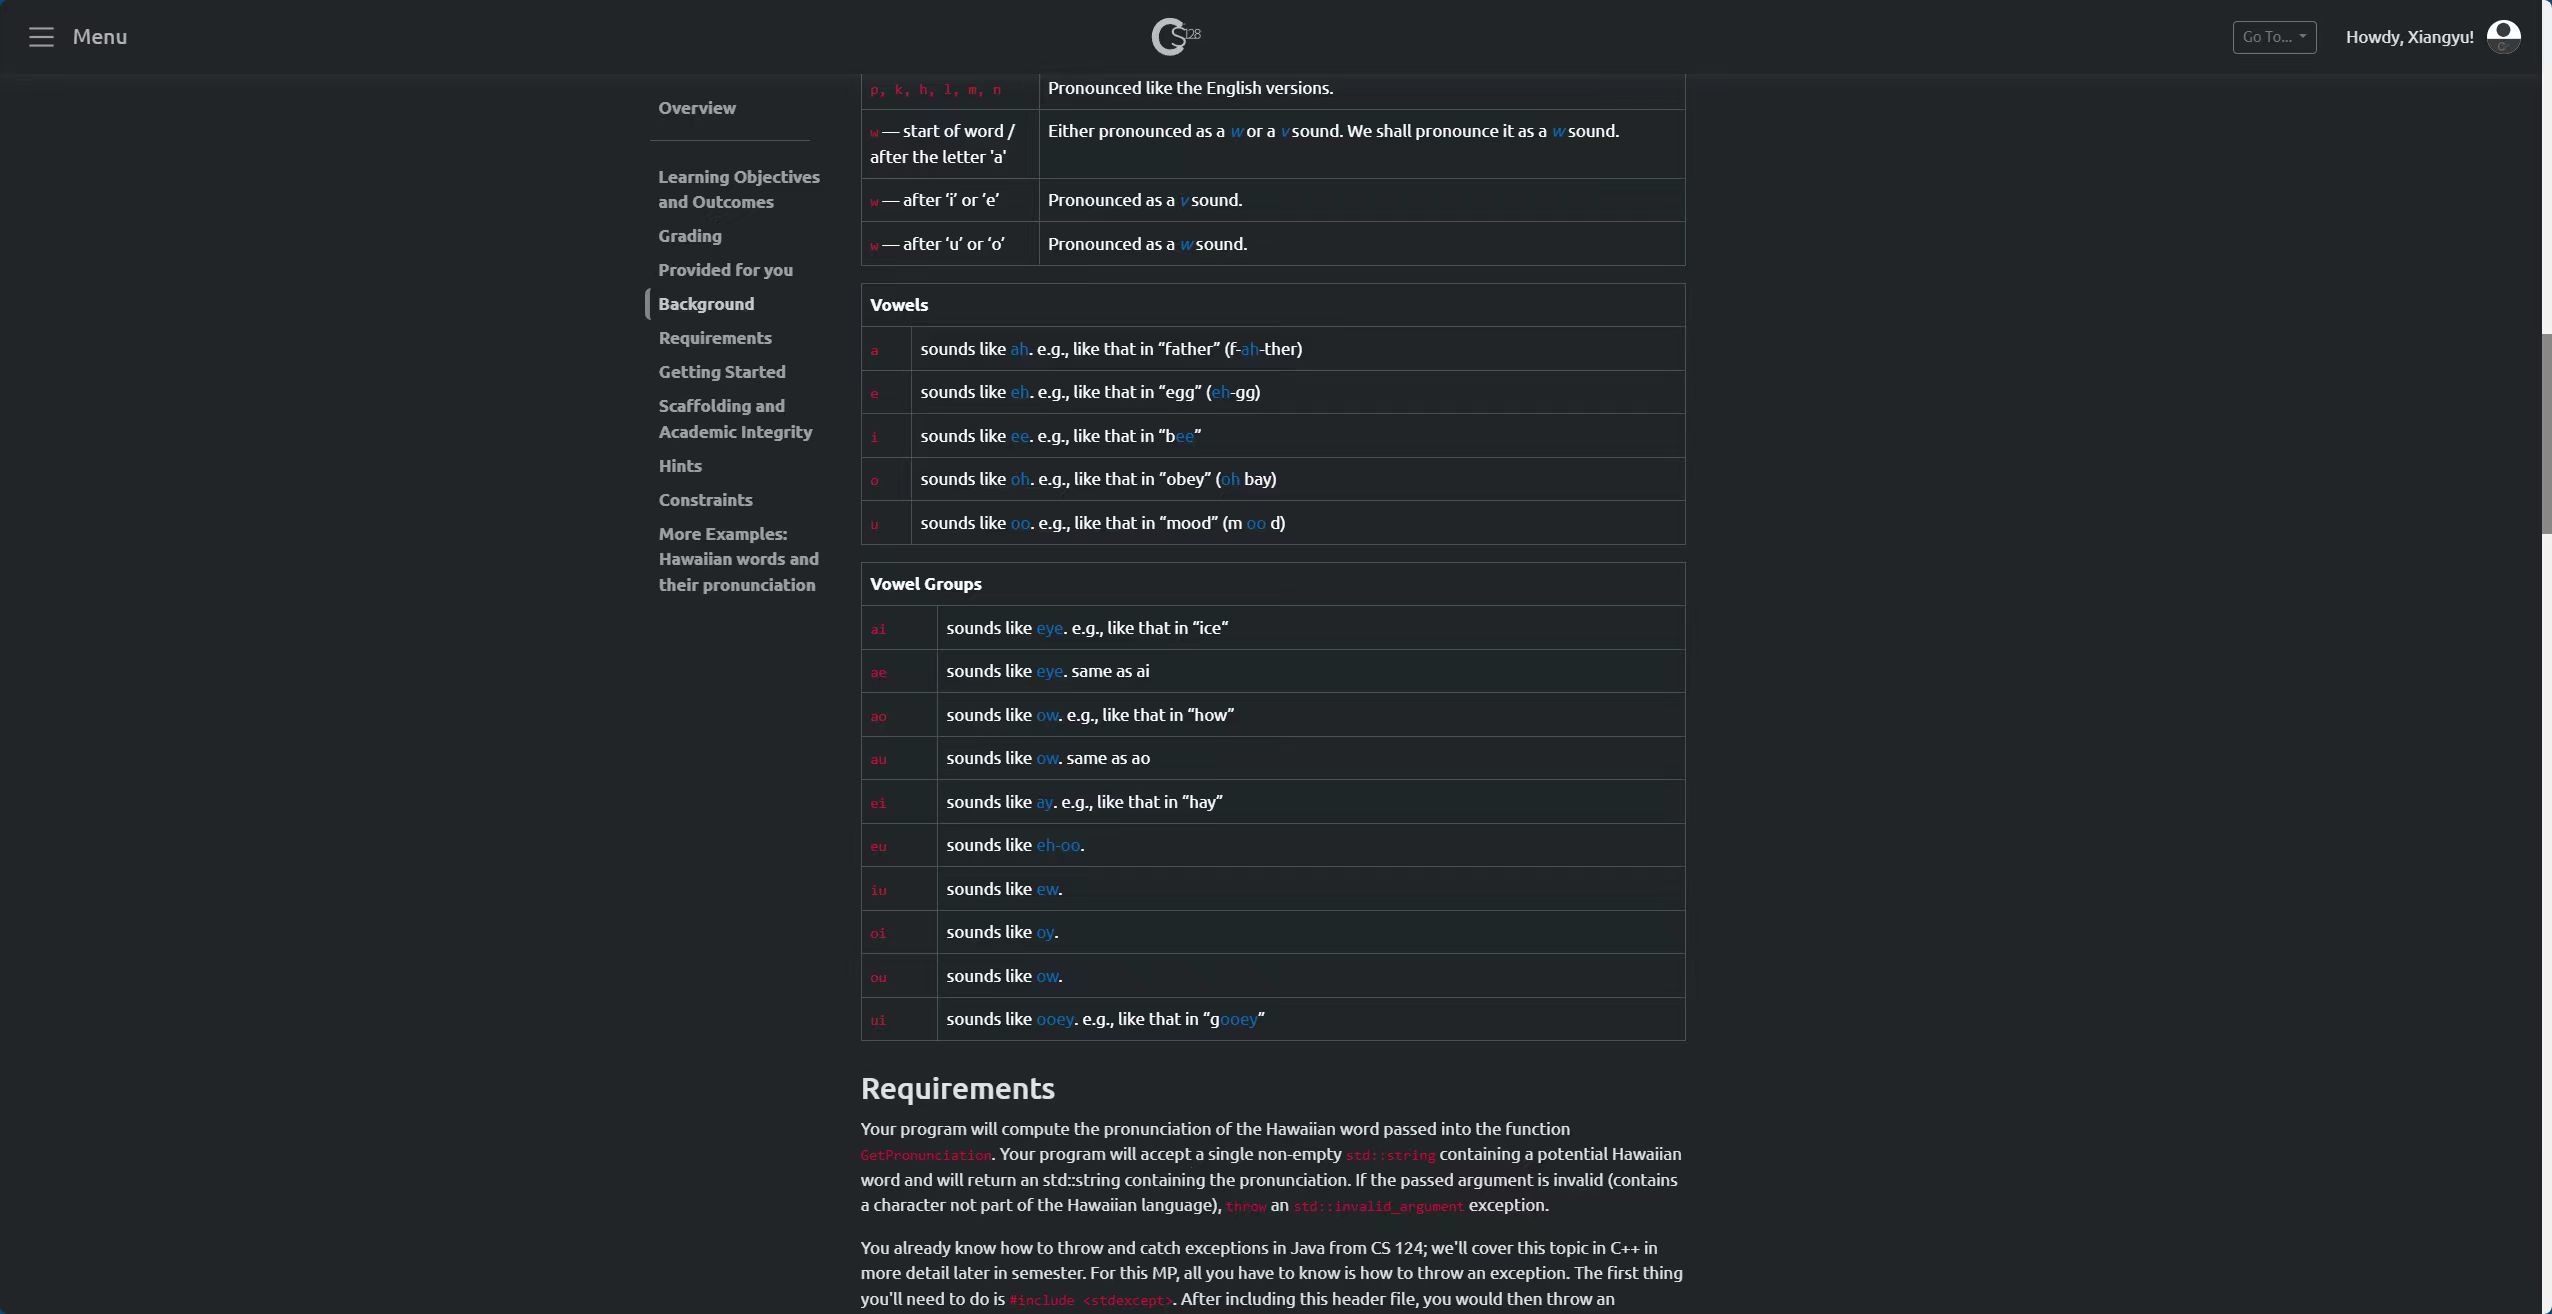 Menu
CS128
Go To...
Howdy, Xiangyu!
Overview
Learning Objectives
and Outcomes
Grading
Provided for you
Background
Requirements
Getting Started
Scaffolding and
Academic Integrity
Hints
Constraints
More Examples:
Hawaiian words and
their pronunciation
p, k, h, l, m, n Pronounced like the English versions.
w — start of word / Either pronounced as a w or a v sound. We shall pronounce it as a w sound.
after the letter 'a'
w — after ‘i’ or ‘e’ Pronounced as a v sound.
w — after ‘u’ or ‘o’ Pronounced as a w sound.
Vowels
a sounds like ah. e.g., like that in “father” (f-ah-ther)
e sounds like eh. e.g., like that in “egg” (eh-gg)
i sounds like ee. e.g., like that in “bee”
o sounds like oh. e.g., like that in “obey” (oh bay)
u sounds like oo. e.g., like that in “mood” (m oo d)
Vowel Groups
ai sounds like eye. e.g., like that in “ice“
ae sounds like eye. same as ai
ao sounds like ow. e.g., like that in “how”
au sounds like ow. same as ao
ei sounds like ay. e.g., like that in “hay”
eu sounds like eh-oo.
iu sounds like ew.
oi sounds like oy.
ou sounds like ow.
ui sounds like ooey. e.g., like that in “gooey”
Requirements
Your program will compute the pronunciation of the Hawaiian word passed into the function
GetPronunciation. Your program will accept a single non-empty std::string containing a potential Hawaiian
word and will return an std::string containing the pronunciation. If the passed argument is invalid (contains
a character not part of the Hawaiian language), throw an std::invalid_argument exception.
You already know how to throw and catch exceptions in Java from CS 124; we'll cover this topic in C++ in
more detail later in semester. For this MP, all you have to know is how to throw an exception. The first thing
you'll need to do is #include <stdexcept>. After including this header file, you would then throw an